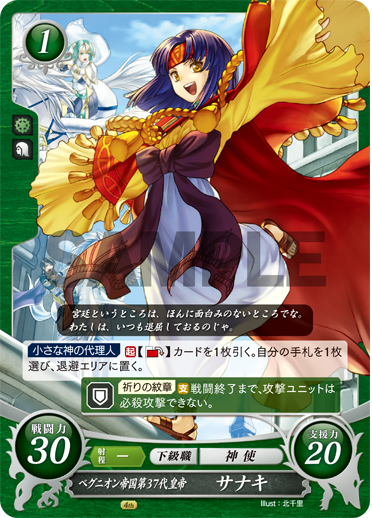 1
SAMPLE
宮廷というところは、ほんに面白みのないところでな。
わたしは、いつも退屈しておるのじゃ。
小さな神の代理人 起【 】カードを1枚引く。自分の手札を1枚
選び、退避エリアに置く。
祈りの紋章 支 戦闘終了まで、攻撃ユニットは
必殺攻撃できない。
戦闘力
30
射程 －
下級職
神使
支援力
20
ベグニオン帝国第37代皇帝 サナキ
4th
Illust：北千里